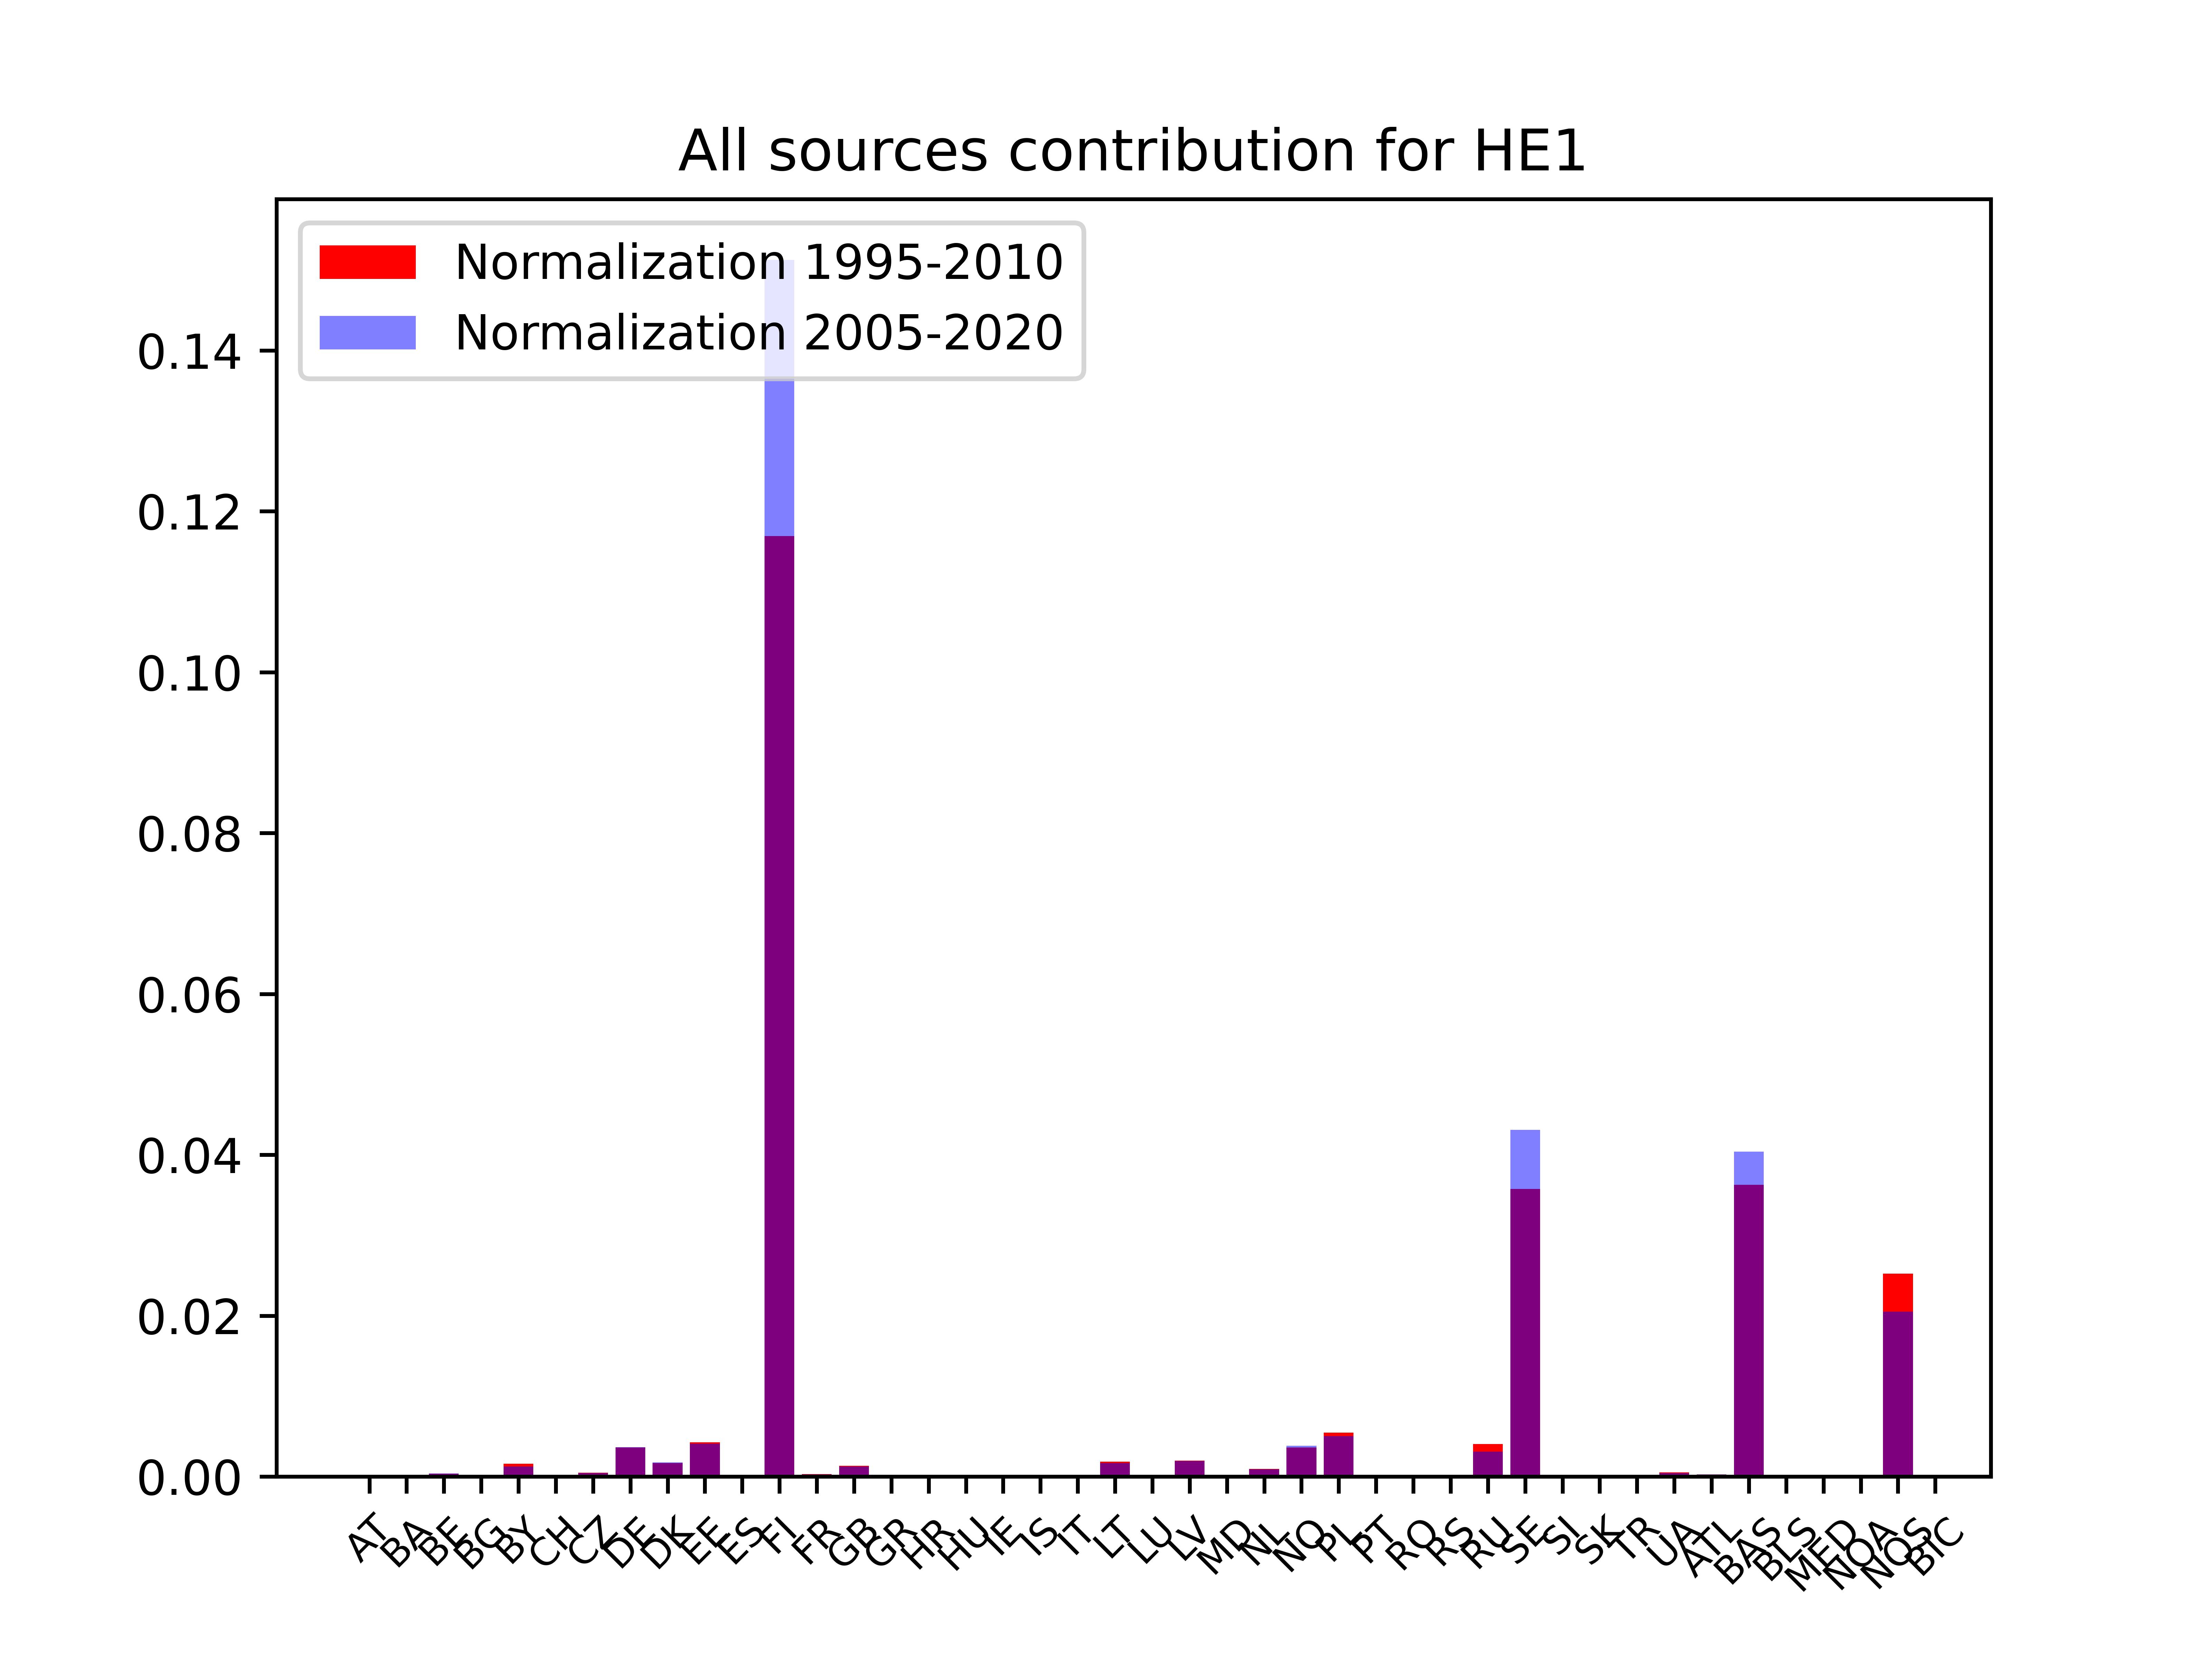 All sources contribution for HE1
Normalization 1995-2010
Normalization 2005-2020
0.14
0.12
0.10
0.08
0.06
0.04
0.02
0.00
AT BA BE BG BY CH CZ DE DK EE ES FI FR GB GR HR HU IE IS IT LT LU LV MD NL NO PL PT RO RS RU SE SI SK TR UA ATL BAS BLS MED NOA NOS BIC